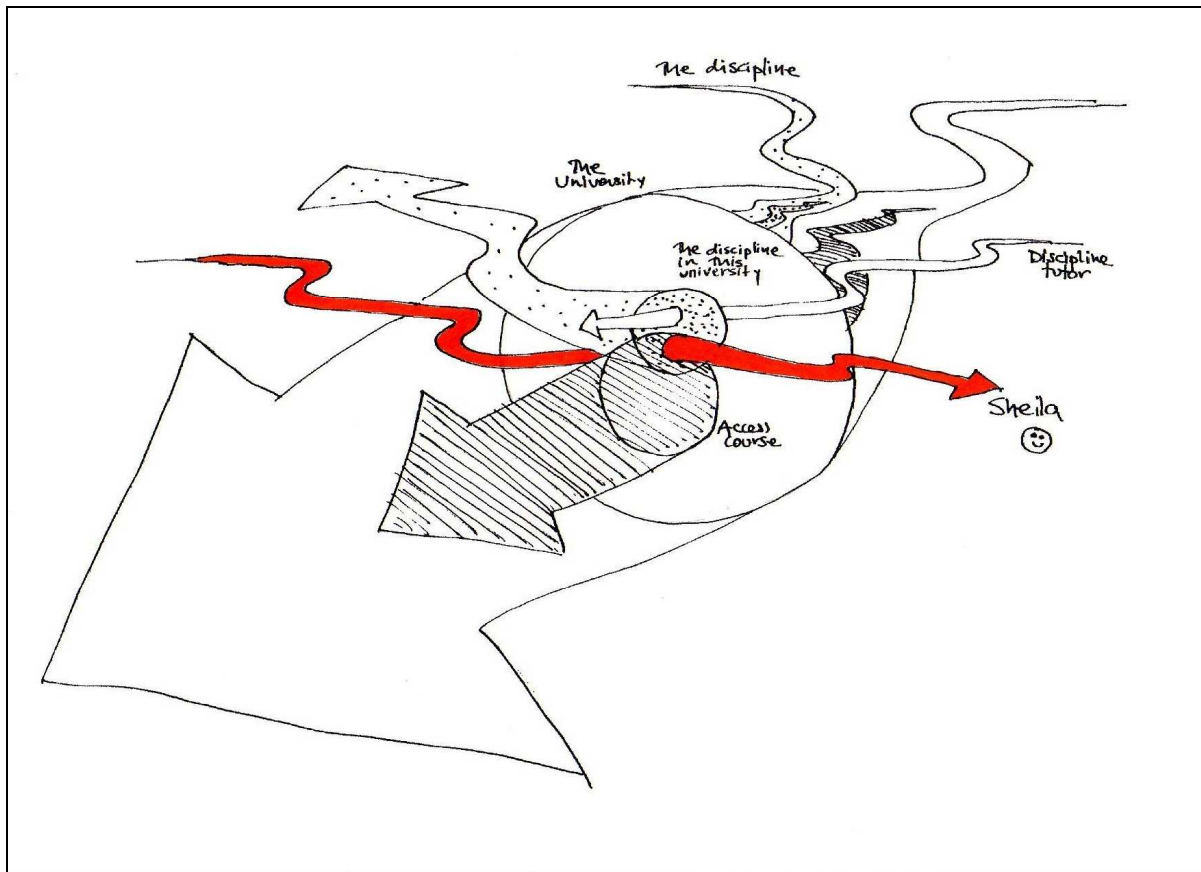 The discipline
The
University
The discipline
in this
university
Discipline
tutor
Sheila
Access
course